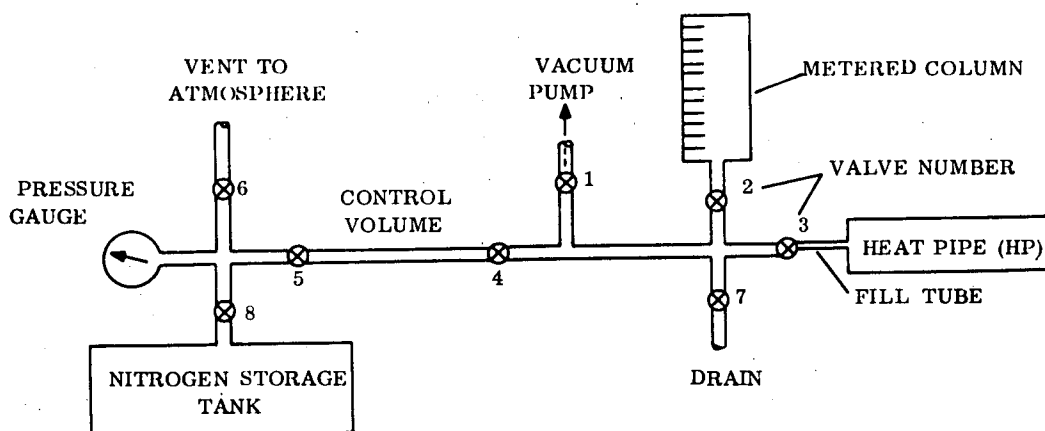 VENT TO
ATMOSPHERE
VACUUM
PUMP
METERED COLUMN
PRESSURE
GAUGE
6
CONTROL
VOLUME
1
2
VALVE NUMBER
3
HEAT PIPE (HP)
5
4
FILL TUBE
8
7
NITROGEN STORAGE
TANK
DRAIN